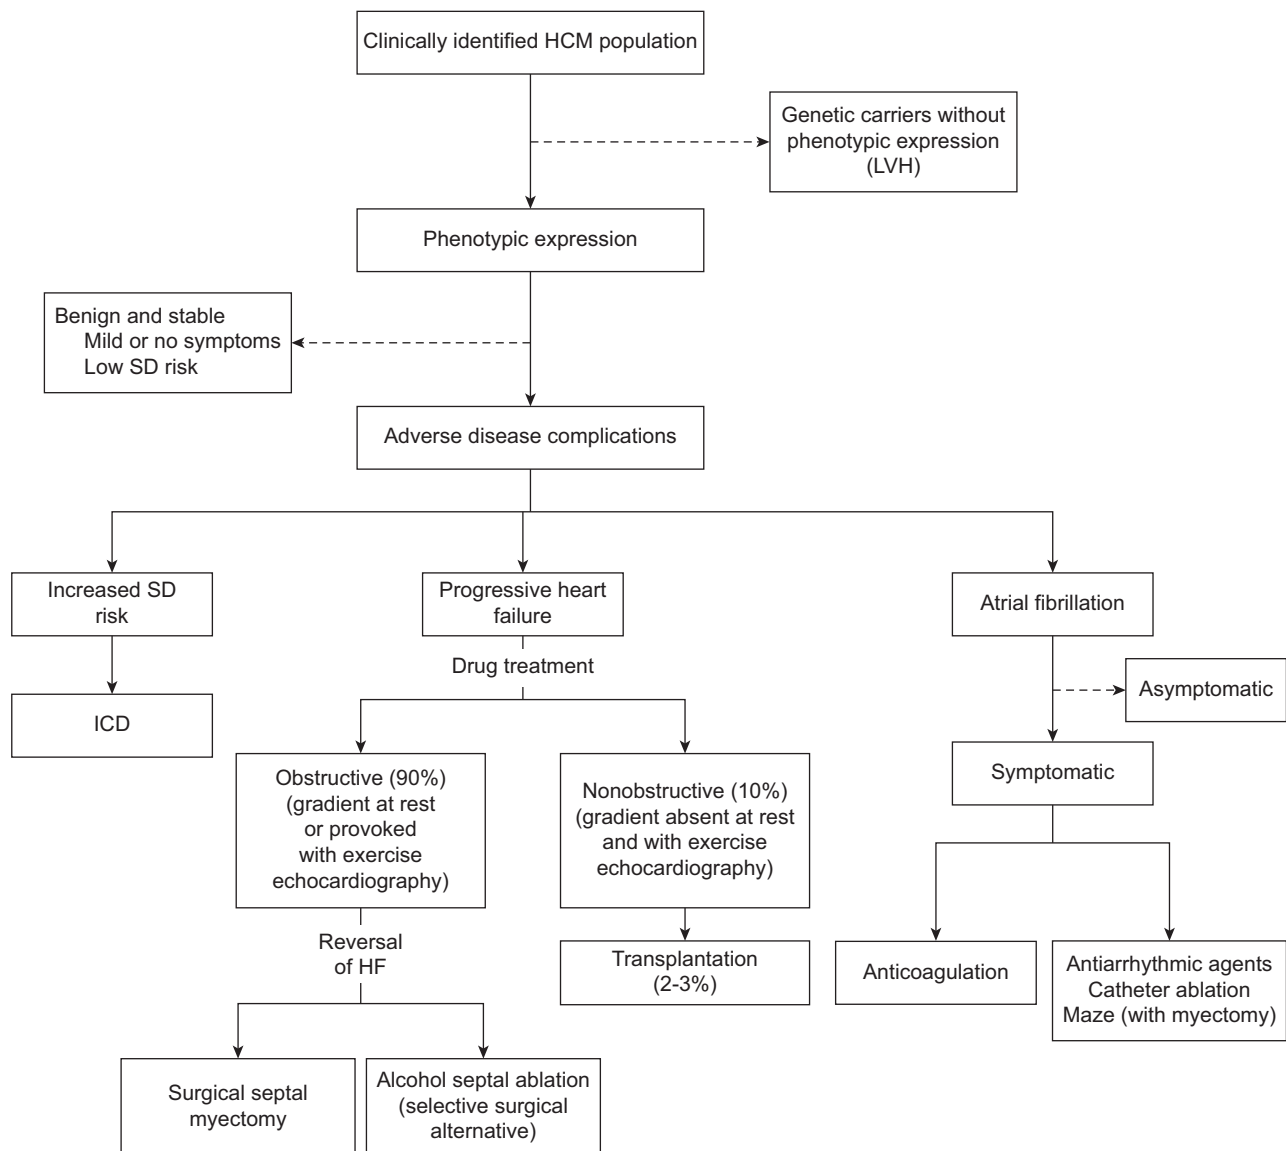 Clinically identified HCM population
Genetic carriers without
phenotypic expression
(LVH)
Phenotypic expression
Benign and stable
Mild or no symptoms
Low SD risk
Adverse disease complications
Increased SD
risk
Progressive heart
failure
Atrial fibrillation
Drug treatment
Asymptomatic
ICD
Obstructive (90%)
(gradient at rest
or provoked
with exercise
echocardiography)
Nonobstructive (10%)
(gradient absent at rest
and with exercise
echocardiography)
Symptomatic
Reversal
of HF
Transplantation
(2-3%)
Anticoagulation
Antiarrhythmic agents
Catheter ablation
Maze (with myectomy)
Surgical septal
myectomy
Alcohol septal ablation
(selective surgical
alternative)